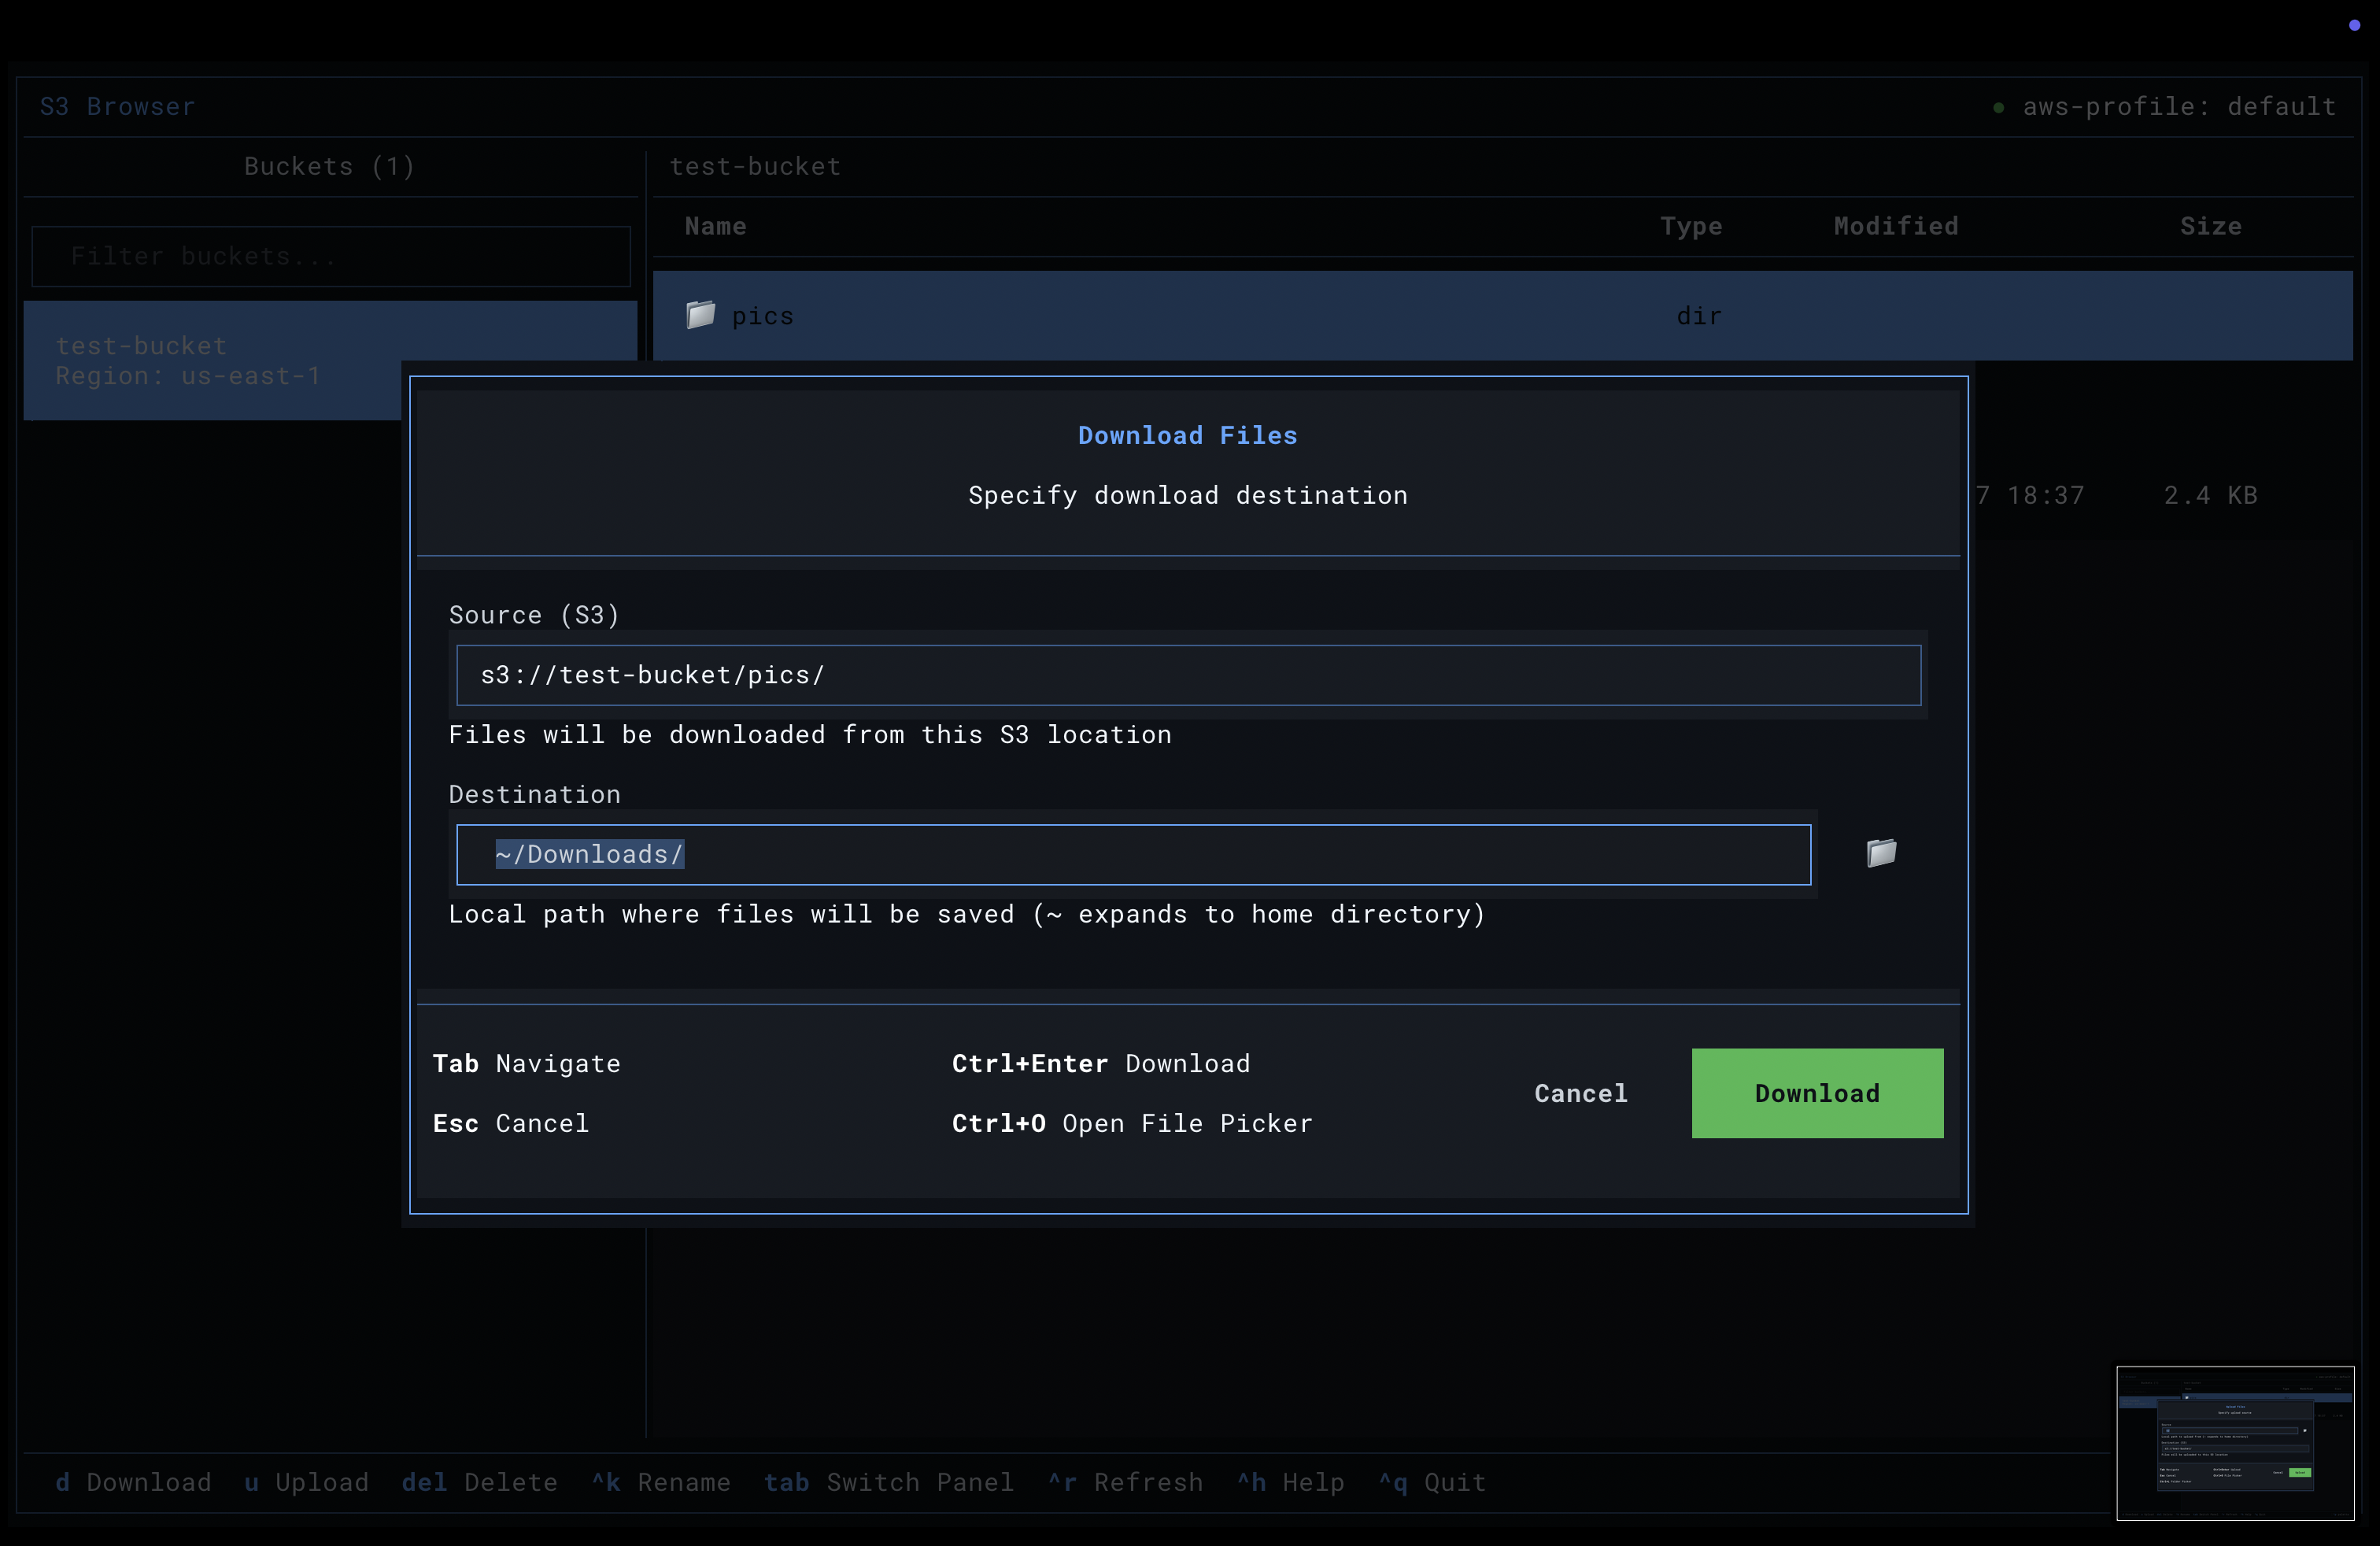 S3 Browser
● aws-profile: default
Buckets (1)
test-bucket
Name Type Modified Size
Filter buckets...
pics dir
test-bucket
Region: us-east-1
7 18:37 2.4 KB
Download Files
Specify download destination
Source (S3)
s3://test-bucket/pics/
Files will be downloaded from this S3 location
Destination
~/Downloads/
Local path where files will be saved (~ expands to home directory)
Tab Navigate Ctrl+Enter Download
Esc Cancel Ctrl+O Open File Picker
Cancel Download
d Download u Upload del Delete ^k Rename tab Switch Panel ^r Refresh ^h Help ^q Quit